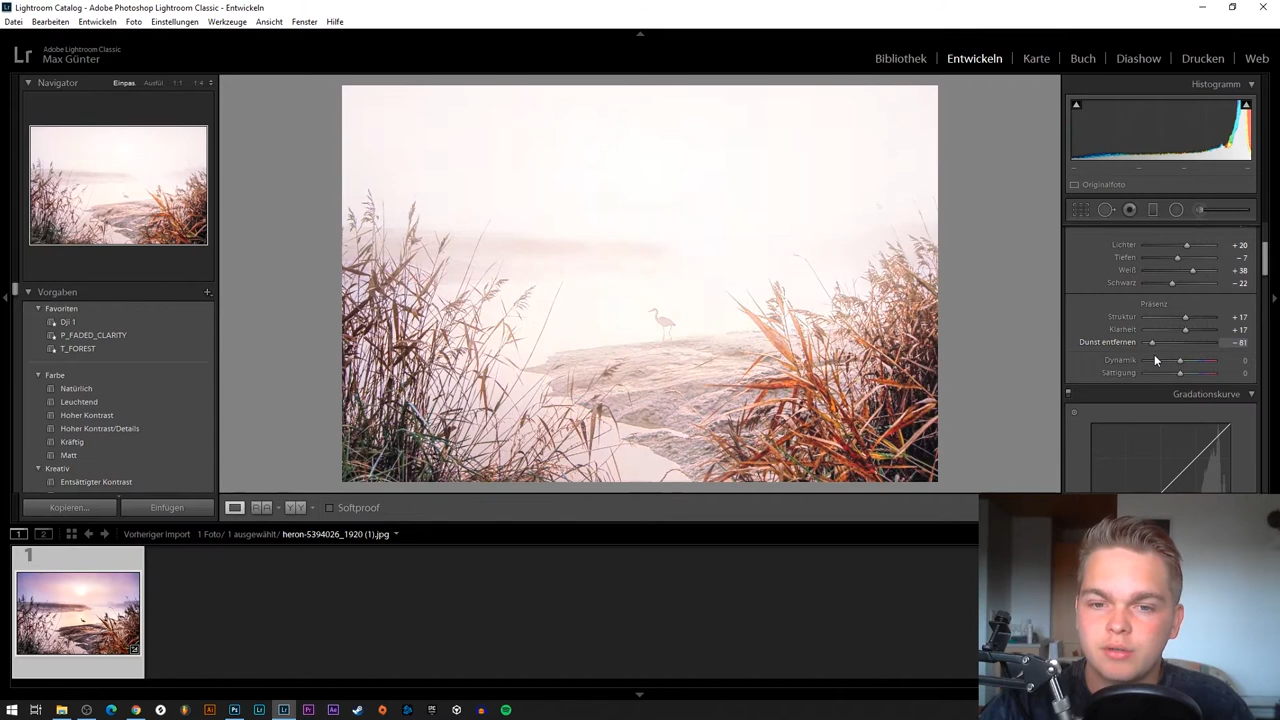 Lightroom Catalog - Adobe Photoshop Lightroom Classic - Entwickeln
Datei Bearbeiten Entwickeln Foto Einstellungen Werkzeuge Ansicht Fenster Hilfe
Lr Adobe Lightroom Classic
Max Günter
Bibliothek Entwickeln Karte Buch Diashow Drucken Web
Navigator Einpas. Ausfül. 1:1 1:4
Histogramm
Originalfoto
Lichter + 20
Tiefen - 7
Weiß + 38
Schwarz - 22
Präsenz
Struktur + 17
Klarheit + 17
Dunst entfernen - 81
Dynamik 0
Sättigung 0
Gradationskurve
Vorgaben +
Favoriten
Dji 1
P_FADED_CLARITY
T_FOREST
Farbe
Natürlich
Leuchtend
Hoher Kontrast
Hoher Kontrast/Details
Kräftig
Matt
Kreativ
Entsättigter Kontrast
Kopieren... Einfügen
Softproof
1 2 Vorheriger Import 1 Foto/ 1 ausgewählt/ heron-5394026_1920 (1).jpg
1